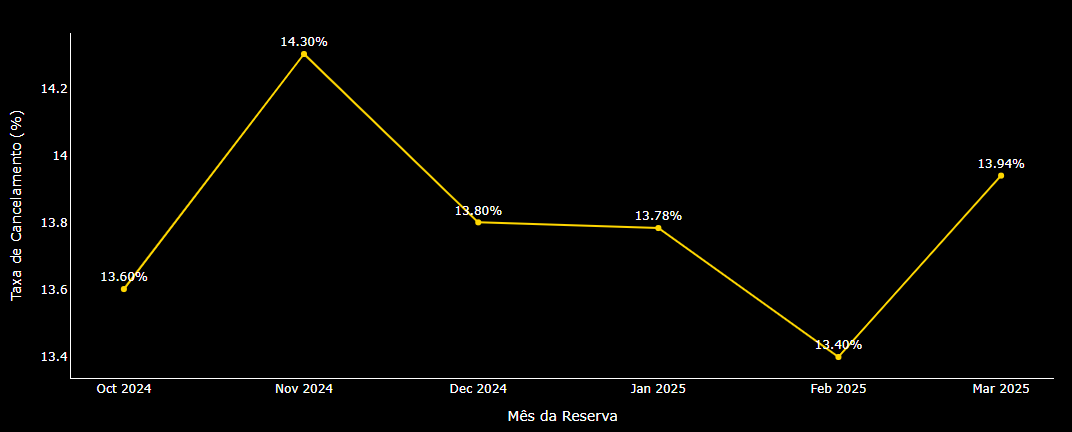 14.30%
14.2
Taxa de Cancelamento (%)
14
13.94%
13.80%
13.78%
13.8
13.60%
13.6
13.40%
13.4
Oct 2024
Nov 2024
Dec 2024
Jan 2025
Feb 2025
Mar 2025
Mês da Reserva